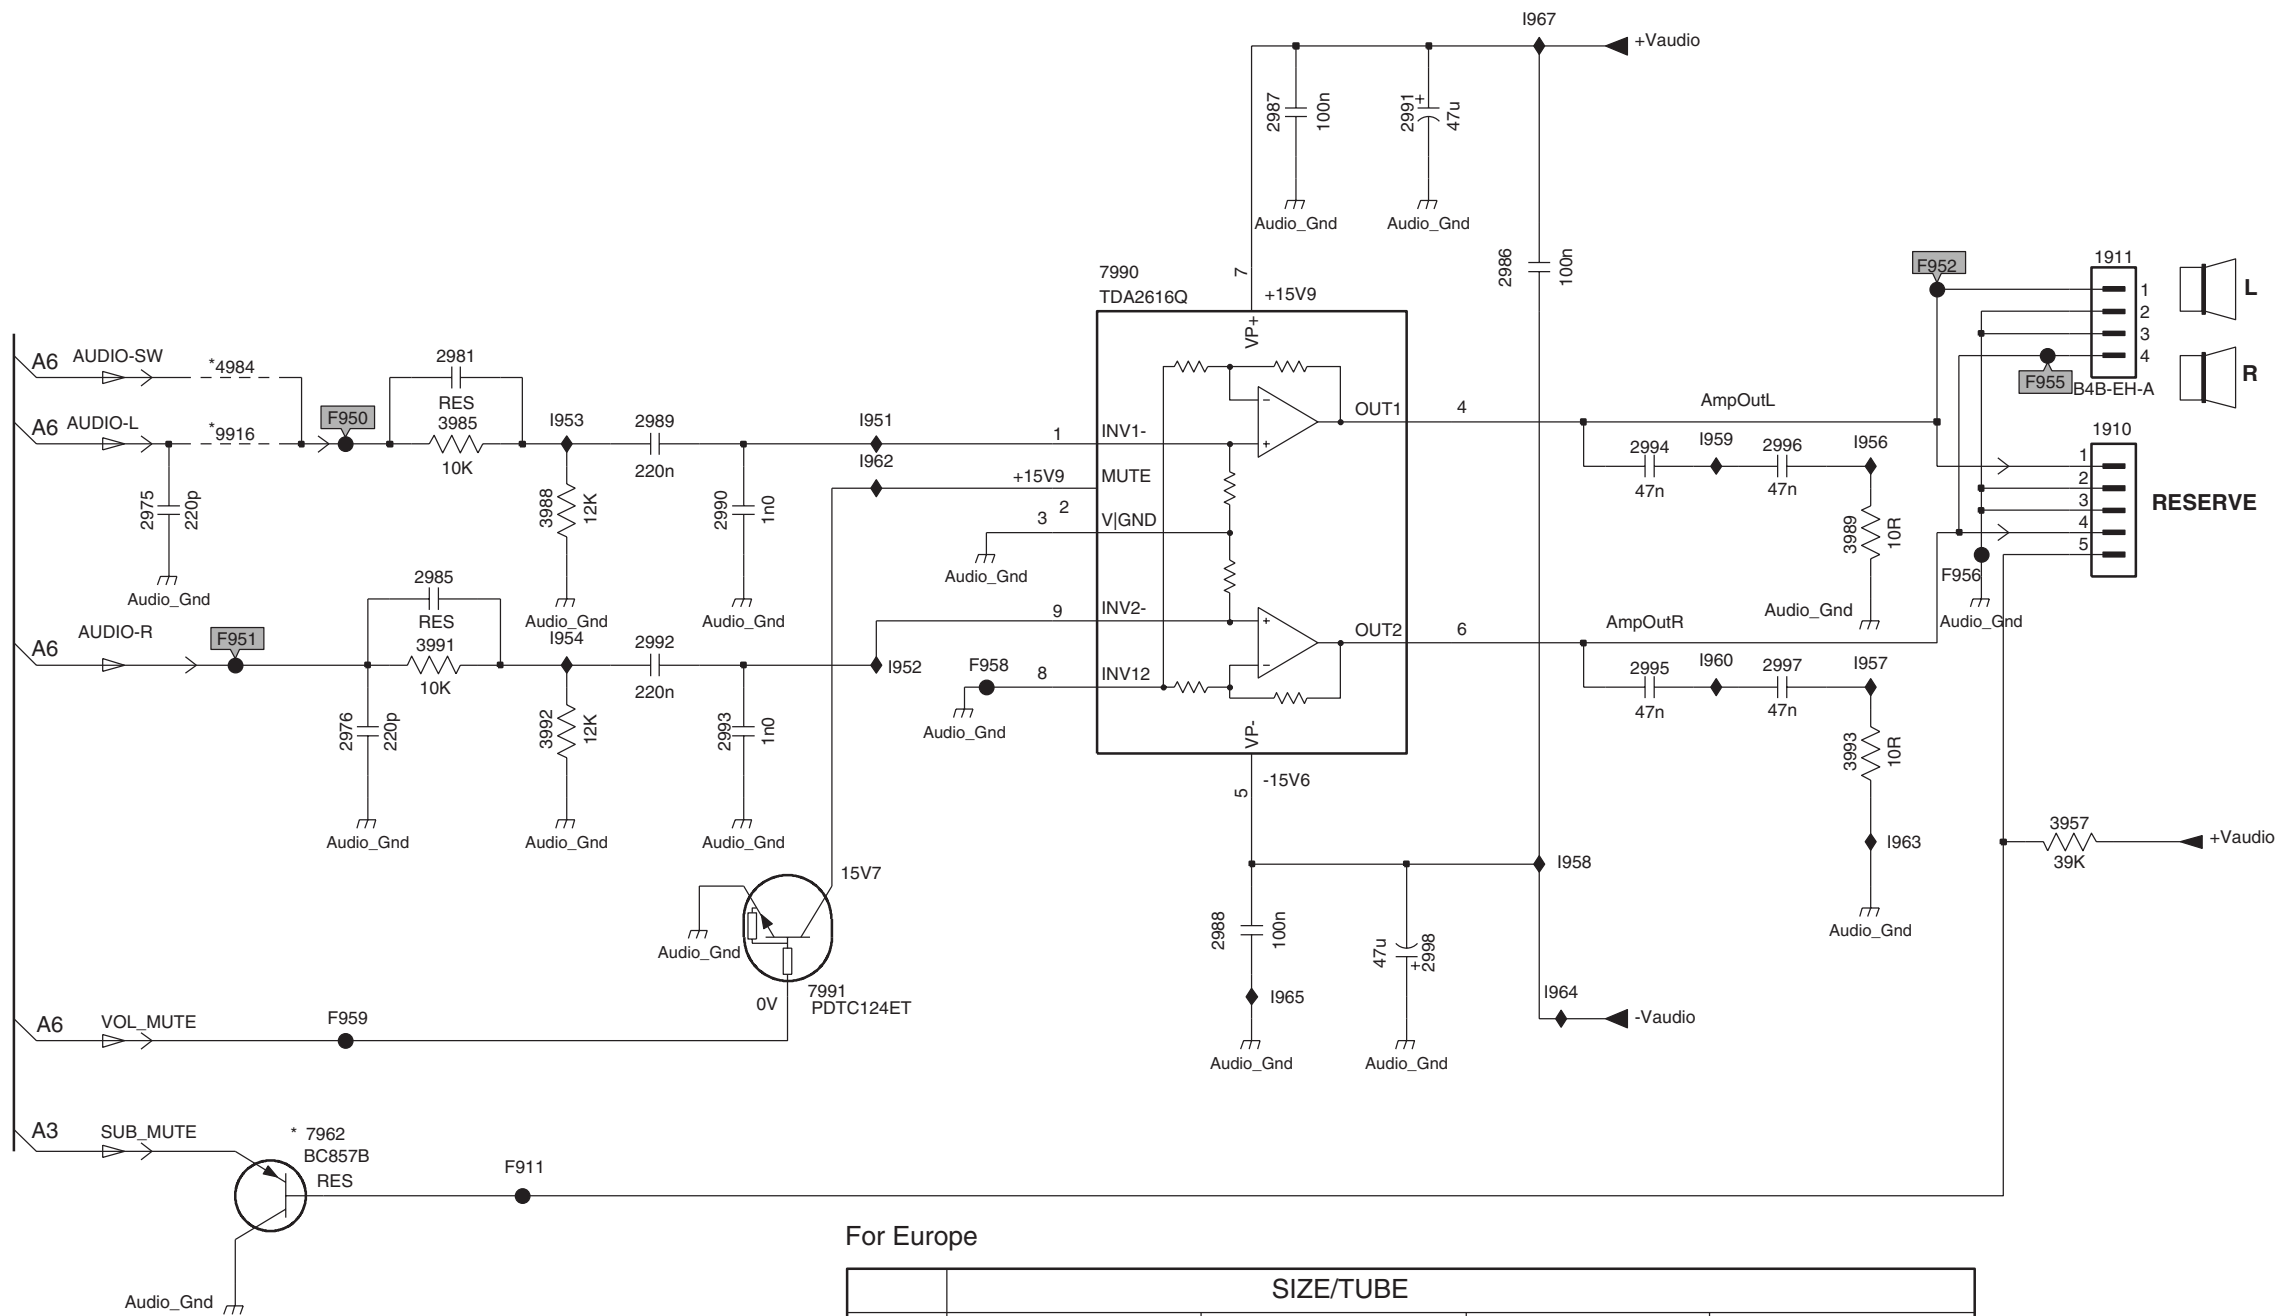 I967
+Vaudio
2987
100n
2991
+
47u
Audio_Gnd
Audio_Gnd
2986
100n
7990
TDA2616Q
7
+15V9
VP+
F952
1911
1
2
3
4
L
R
F955
B4B-EH-A
A6
AUDIO-SW
*4984
2981
RES
A6
AUDIO-L
*9916
F950
3985
10K
I953
2989
220n
I951
I962
1
INV1-
+15V9
MUTE
2
3
V|GND
Audio_Gnd
OUT1
4
AmpOutL
2994
47n
I959
2996
47n
I956
3989
10R
Audio_Gnd
1910
1
2
3
4
5
RESERVE
F956
Audio_Gnd
2975
220p
Audio_Gnd
3988
12K
Audio_Gnd
2990
1n0
Audio_Gnd
2985
RES
A6
AUDIO-R
F951
3991
10K
I954
2992
220n
I952
9
INV2-
F958
8
INV12
Audio_Gnd
OUT2
6
AmpOutR
2995
47n
I960
2997
47n
I957
3993
10R
I963
Audio_Gnd
2976
220p
Audio_Gnd
3992
12K
Audio_Gnd
2993
1n0
Audio_Gnd
VP-
5
-15V6
3957
39K
+Vaudio
I958
15V7
Audio_Gnd
7991
PDTC124ET
0V
2988
100n
I965
Audio_Gnd
47u
+
2998
Audio_Gnd
I964
-Vaudio
A6
VOL_MUTE
F959
A3
SUB_MUTE
* 7962
BC857B
RES
F911
Audio_Gnd
For Europe
SIZE/TUBE